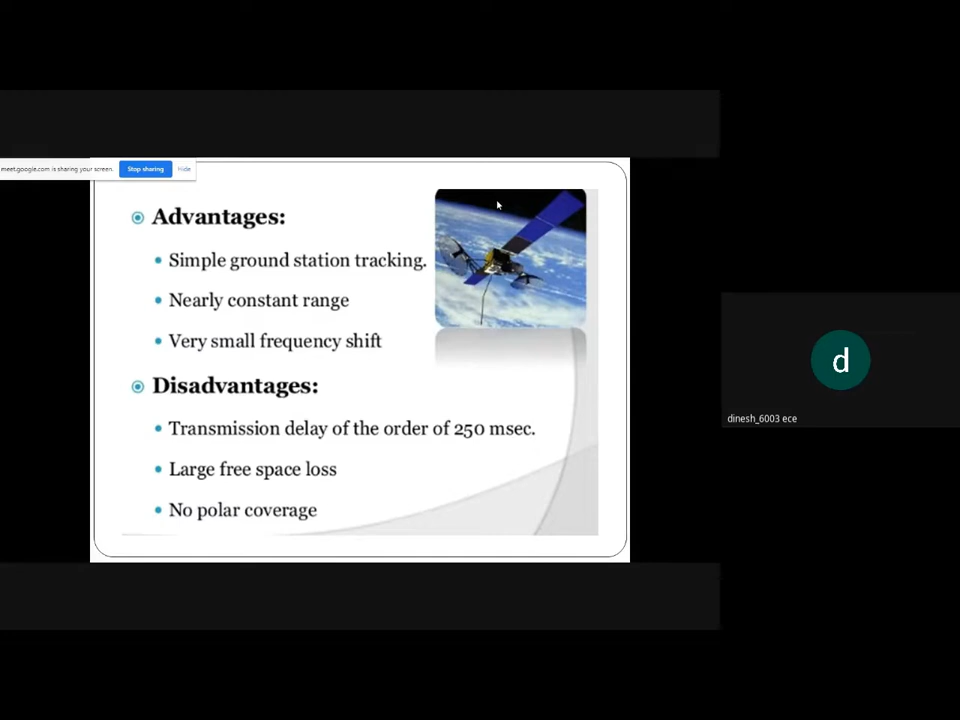 meet.google.com is sharing your screen.
Stop sharing
Hide
Advantages:
Simple ground station tracking.
Nearly constant range
Very small frequency shift
Disadvantages:
Transmission delay of the order of 250 msec.
Large free space loss
No polar coverage
d
dinesh_6003 ece